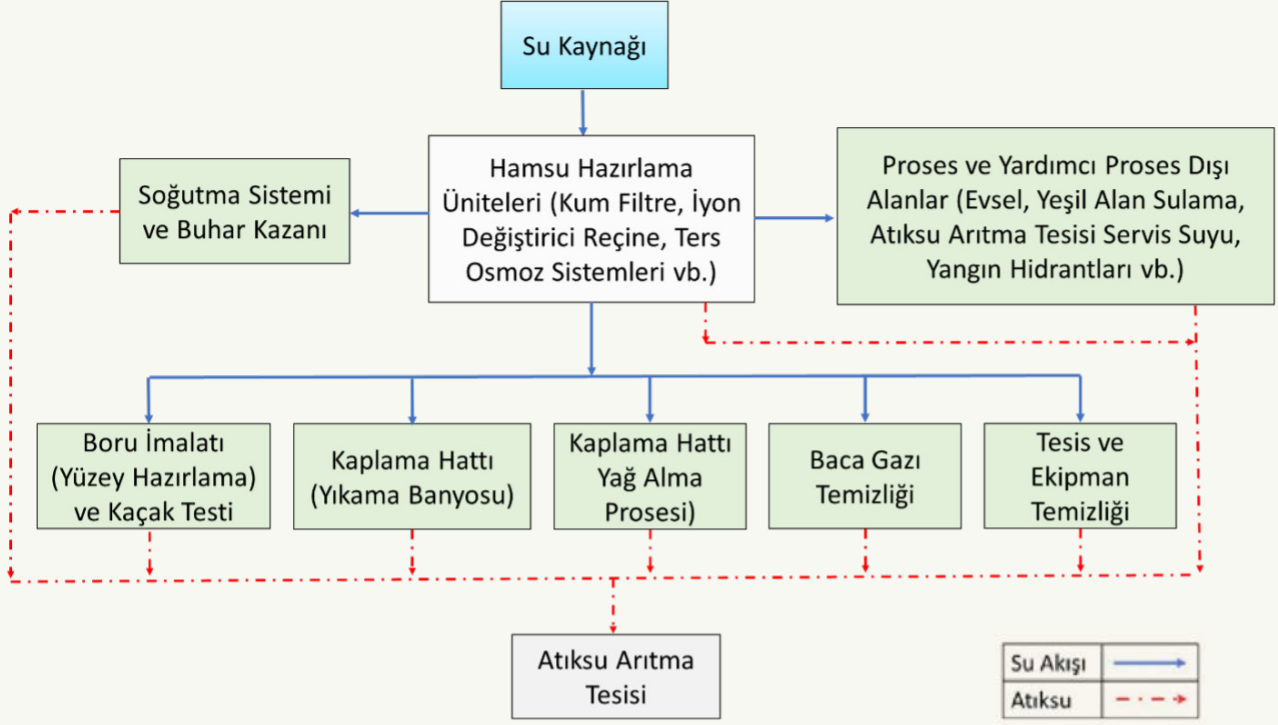 Su Kaynağı
Hamsu Hazırlama
Üniteleri (Kum Filtre, İyon
Değiştirici Reçine, Ters
Osmoz Sistemleri vb.)
Soğutma Sistemi
ve Buhar Kazanı
Proses ve Yardımcı Proses Dışı
Alanlar (Evsel, Yeşil Alan Sulama,
Atıksu Arıtma Tesisi Servis Suyu,
Yangın Hidrantları vb.)
Boru İmalatı
(Yüzey Hazırlama)
ve Kaçak Testi
Kaplama Hattı
(Yıkama Banyosu)
Kaplama Hattı
Yağ Alma
Prosesi)
Baca Gazı
Temizliği
Tesis ve
Ekipman
Temizliği
Atıksu Arıtma
Tesisi
Su Akışı
Atıksu